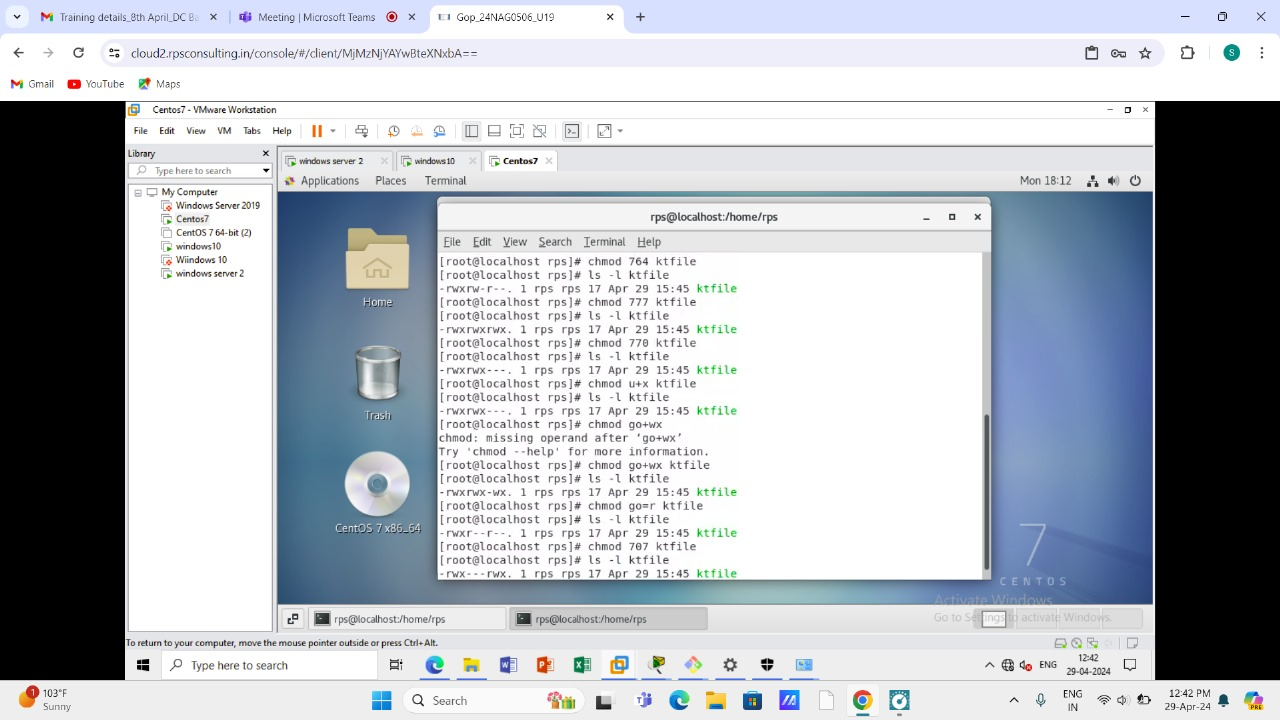 Training details_8th April_DC Ba
Meeting | Microsoft Teams
Gop_24NAG0506_U19
cloud2.rpsconsulting.in/console/#/client/MjMzNjYAYwBteXNxbA==
S
Gmail
YouTube
Maps
Centos7 - VMware Workstation
File Edit View VM Tabs Help
Library
Type here to search
My Computer
Windows Server 2019
Centos7
CentOS 7 64-bit (2)
windows10
Wiindows 10
windows server 2
windows server 2
windows10
Centos7
Applications Places Terminal
Mon 18:12
Home
Trash
CentOS 7 x86_64
rps@localhost:/home/rps
File Edit View Search Terminal Help
[root@localhost rps]# chmod 764 ktfile
[root@localhost rps]# ls -l ktfile
-rwxrw-r--. 1 rps rps 17 Apr 29 15:45 ktfile
[root@localhost rps]# chmod 777 ktfile
[root@localhost rps]# ls -l ktfile
-rwxrwxrwx. 1 rps rps 17 Apr 29 15:45 ktfile
[root@localhost rps]# chmod 770 ktfile
[root@localhost rps]# ls -l ktfile
-rwxrwx---. 1 rps rps 17 Apr 29 15:45 ktfile
[root@localhost rps]# chmod u+x ktfile
[root@localhost rps]# ls -l ktfile
-rwxrwx---. 1 rps rps 17 Apr 29 15:45 ktfile
[root@localhost rps]# chmod go+wx
chmod: missing operand after ‘go+wx’
Try 'chmod --help' for more information.
[root@localhost rps]# chmod go+wx ktfile
[root@localhost rps]# ls -l ktfile
-rwxrwx-wx. 1 rps rps 17 Apr 29 15:45 ktfile
[root@localhost rps]# chmod go=r ktfile
[root@localhost rps]# ls -l ktfile
-rwxr--r--. 1 rps rps 17 Apr 29 15:45 ktfile
[root@localhost rps]# chmod 707 ktfile
[root@localhost rps]# ls -l ktfile
-rwx---rwx. 1 rps rps 17 Apr 29 15:45 ktfile
7
CENTOS
Activate Windows
Go to Settings to activate Windows.
rps@localhost:/home/rps
rps@localhost:/home/rps
To return to your computer, move the mouse pointer outside or press Ctrl+Alt.
Type here to search
ENG
12:42
29-04-2024
1
103°F
Sunny
Search
ENG
IN
12:42 PM
29-Apr-24
PRE